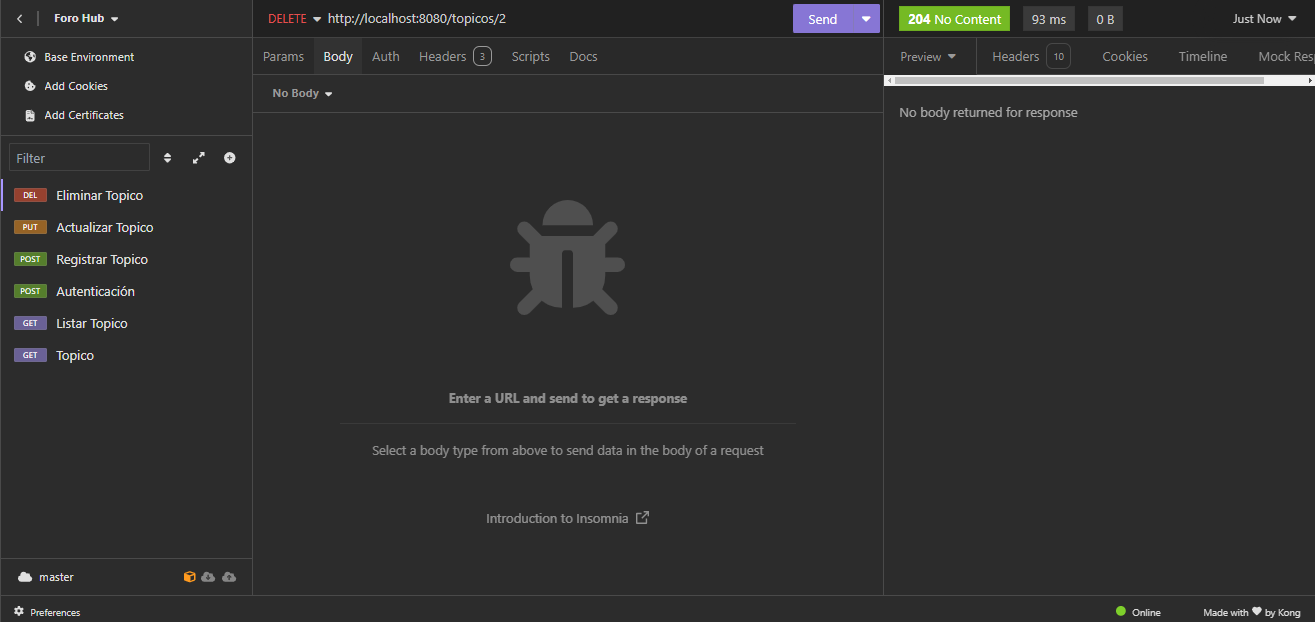 Foro Hub
Base Environment
Add Cookies
Add Certificates
Filter
DEL Eliminar Topico
PUT Actualizar Topico
POST Registrar Topico
POST Autenticación
GET Listar Topico
GET Topico
master
Preferences
DELETE http://localhost:8080/topicos/2 Send
Params Body Auth Headers 3 Scripts Docs
No Body
Enter a URL and send to get a response
Select a body type from above to send data in the body of a request
Introduction to Insomnia
204 No Content 93 ms 0 B Just Now
Preview Headers 10 Cookies Timeline Mock Resp
No body returned for response
Online Made with by Kong